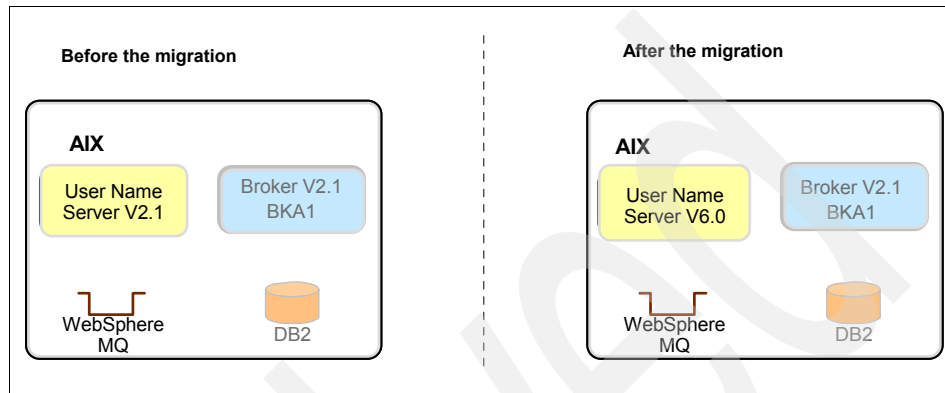 Before the migration
AIX
User Name
Server V2.1
Broker V2.1
BKA1
WebSphere
MQ
DB2
After the migration
AIX
User Name
Server V6.0
Broker V2.1
BKA1
WebSphere
MQ
DB2